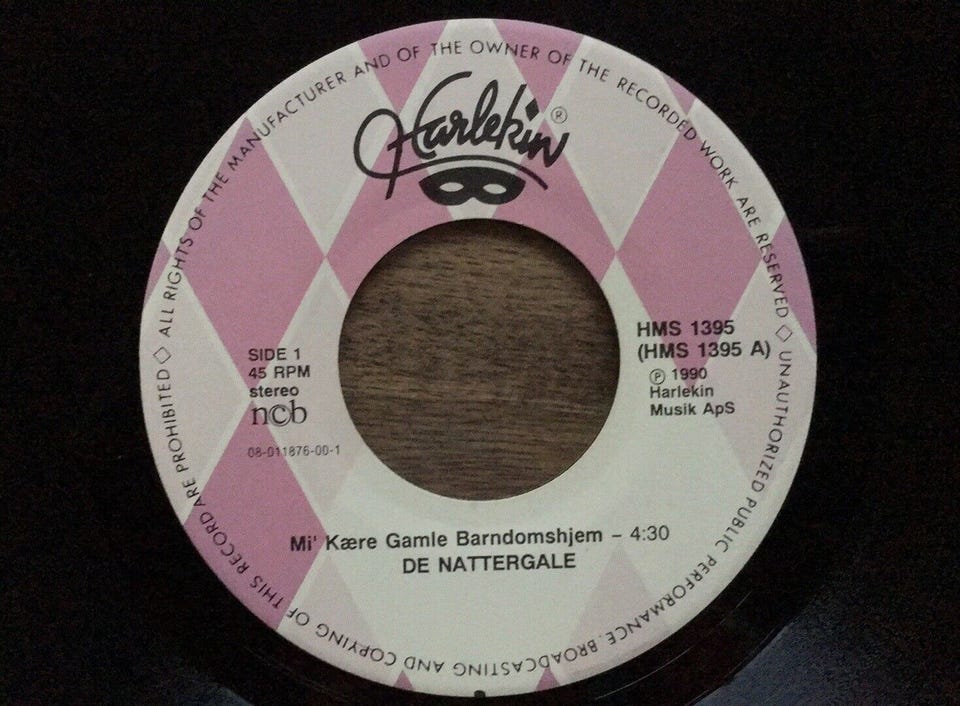 ◇ ALL RIGHTS OF THE MANUFACTURER AND OF THE OWNER OF THE RECORDED WORK ARE RESERVED ◇ UNAUTHORIZED PUBLIC PERFORMANCE, BROADCASTING AND COPYING OF THIS RECORD ARE PROHIBITED
Harlekin®
SIDE 1
45 RPM
stereo
ncb
08-011876-00-1
HMS 1395
(HMS 1395 A)
℗ 1990
Harlekin
Musik ApS
Mi' Kære Gamle Barndomshjem – 4:30
DE NATTERGALE